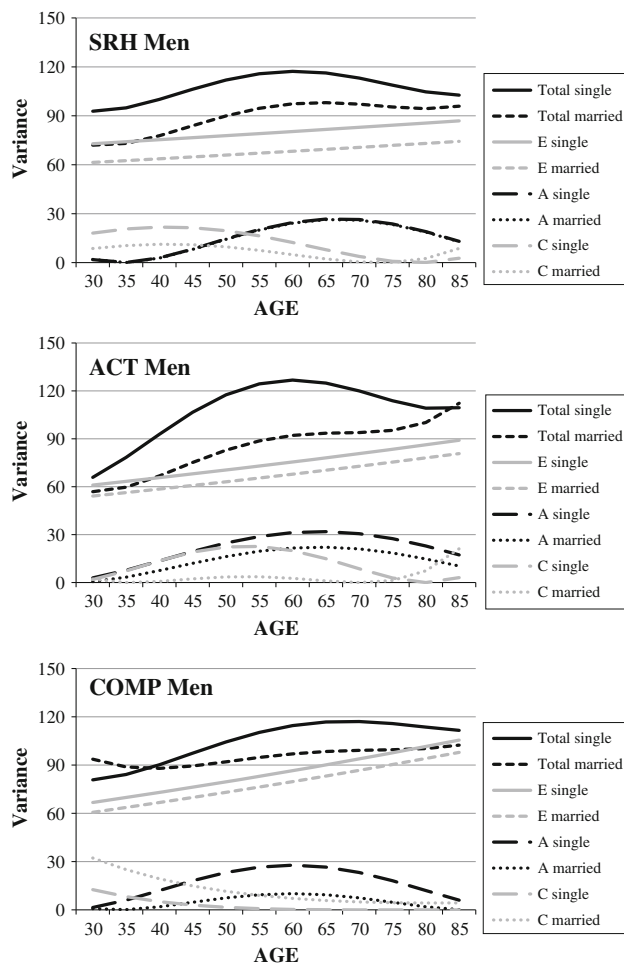 SRH Men
150
120
90
60
30
0
Variance
30 35 40 45 50 55 60 65 70 75 80 85
AGE
Total single
Total married
E single
E married
A single
A married
C single
C married
ACT Men
150
120
90
60
30
0
Variance
30 35 40 45 50 55 60 65 70 75 80 85
AGE
Total single
Total married
E single
E married
A single
A married
C single
C married
COMP Men
150
120
90
60
30
0
Variance
30 35 40 45 50 55 60 65 70 75 80 85
AGE
Total single
Total married
E single
E married
A single
A married
C single
C married